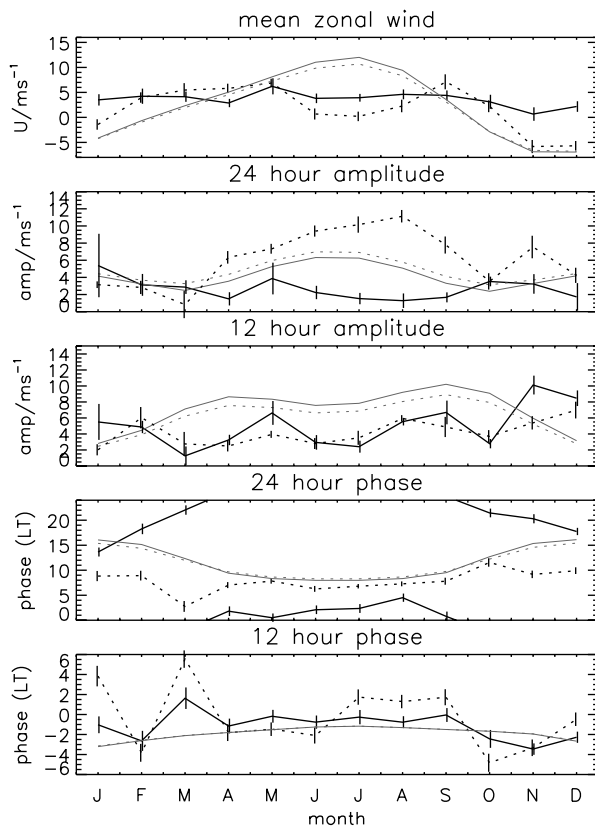 mean zonal wind
U/ms⁻¹
15
10
5
0
−5
24 hour amplitude
amp/ms⁻¹
14
12
10
8
6
4
2
0
12 hour amplitude
amp/ms⁻¹
14
12
10
8
6
4
2
0
24 hour phase
phase (LT)
20
15
10
5
0
12 hour phase
phase (LT)
6
4
2
0
−2
−4
−6
J F M A M J J A S O N D
month